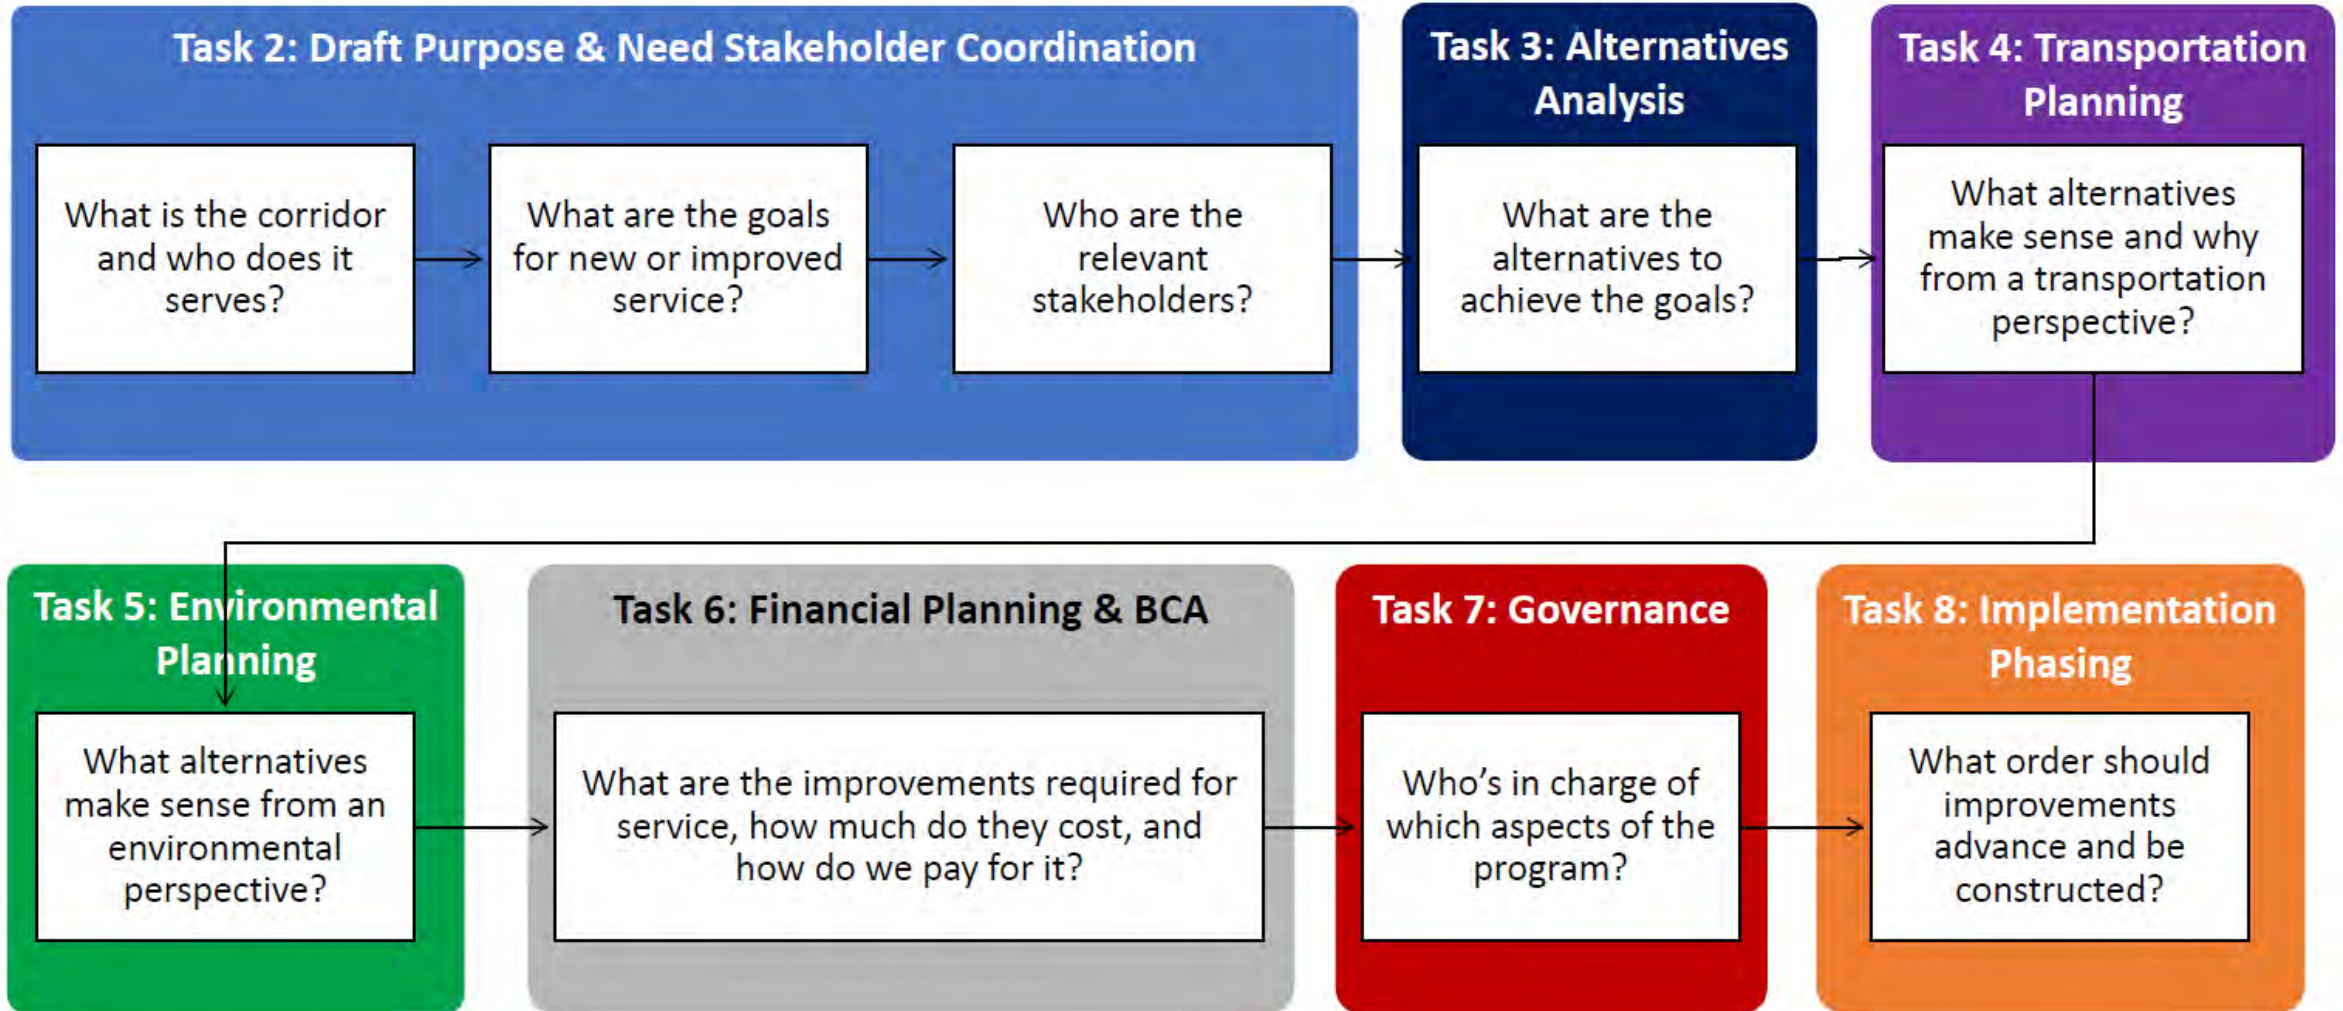 Task 2: Draft Purpose & Need Stakeholder Coordination
What is the corridor
and who does it
serves?
What are the goals
for new or improved
service?
Who are the
relevant
stakeholders?
Task 3: Alternatives
Analysis
What are the
alternatives to
achieve the goals?
Task 4: Transportation
Planning
What alternatives
make sense and why
from a transportation
perspective?
Task 5: Environmental
Planning
What alternatives
make sense from an
environmental
perspective?
Task 6: Financial Planning & BCA
What are the improvements required for
service, how much do they cost, and
how do we pay for it?
Task 7: Governance
Who’s in charge of
which aspects of the
program?
Task 8: Implementation
Phasing
What order should
improvements
advance and be
constructed?